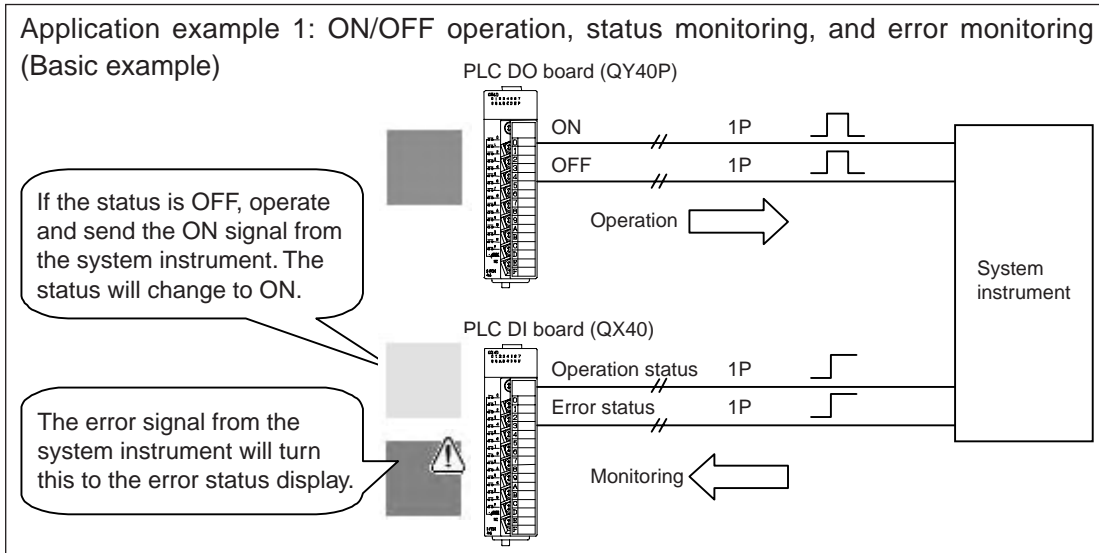 Application example 1: ON/OFF operation, status monitoring, and error monitoring
(Basic example)
PLC DO board (QY40P)
ON 1P
OFF 1P
Operation
If the status is OFF, operate
and send the ON signal from
the system instrument. The
status will change to ON.
System
instrument
PLC DI board (QX40)
Operation status 1P
Error status 1P
The error signal from the
system instrument will turn
this to the error status display.
Monitoring